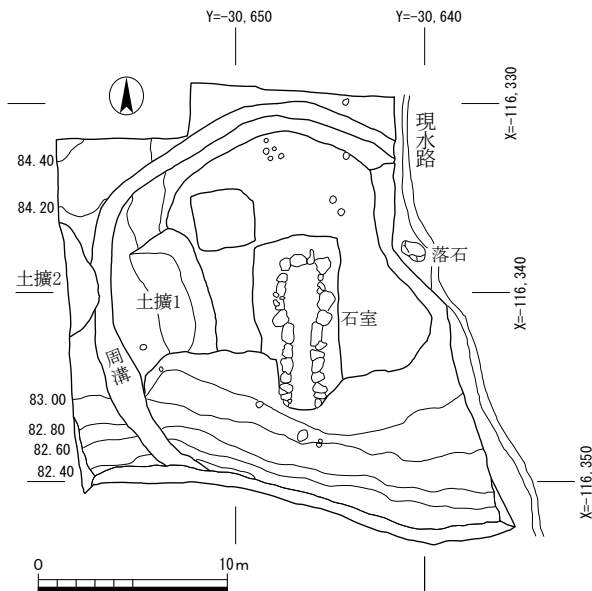 Y=-30,650
Y=-30,640
X=-116,330
現水路
84.40
84.20
落石
土擴2
土擴1
X=-116,340
石室
周溝
83.00
82.80
82.60
82.40
X=-116,350
0
10m